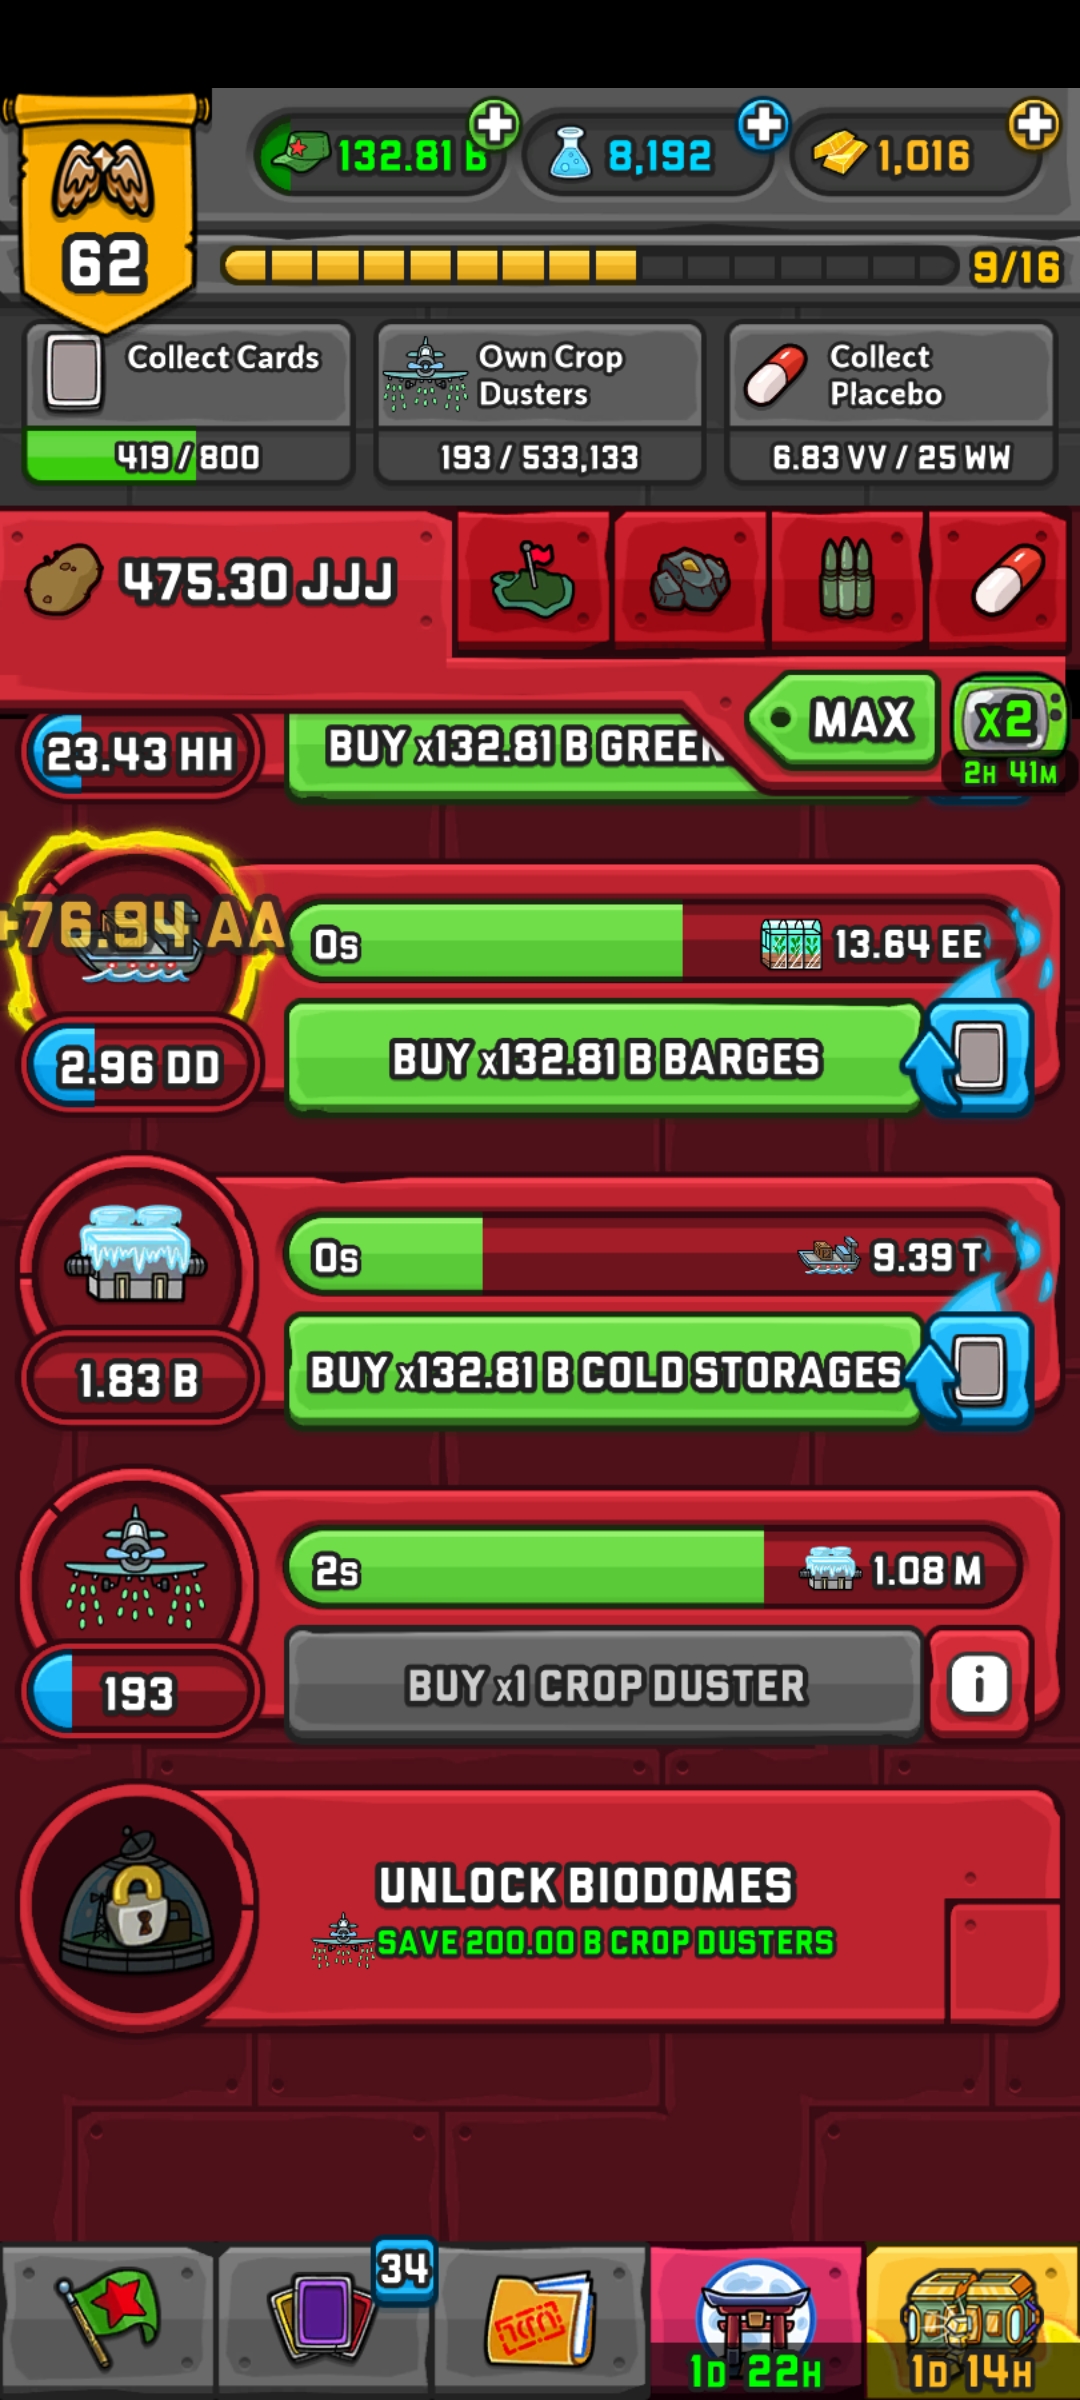 132.81 B
8,192
1,016
62
9/16
Collect Cards
419 / 800
Own Crop
Dusters
193 / 533,133
Collect
Placebo
6.83 VV / 25 WW
475.30 JJJ
MAX
x2
2H 41M
23.43 HH
BUY x132.81 B
+76.94 AA
0s
13.64 EE
2.96 DD
BUY x132.81 B BARGES
0s
9.39 T
1.83 B
BUY x132.81 B COLD STORAGES
2s
1.08 M
193
BUY x1 CROP DUSTER
i
UNLOCK BIODOMES
SAVE 200.00 B CROP DUSTERS
34
1D 22H
1D 14H